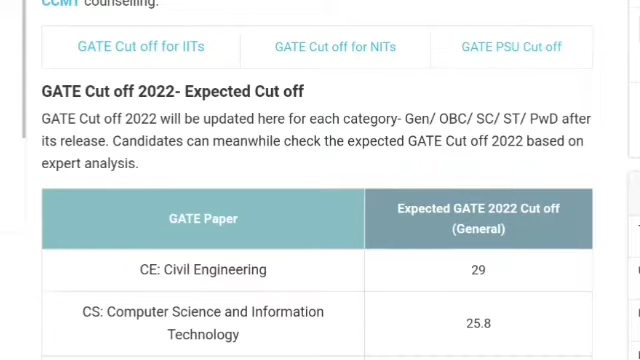 CCMT counselling.
GATE Cut off for IITs GATE Cut off for NITs GATE PSU Cut off
GATE Cut off 2022- Expected Cut off
GATE Cut off 2022 will be updated here for each category- Gen/ OBC/ SC/ ST/ PwD after
its release. Candidates can meanwhile check the expected GATE Cut off 2022 based on
expert analysis.
GATE Paper
Expected GATE 2022 Cut off
(General)
CE: Civil Engineering 29
CS: Computer Science and Information
Technology
25.8